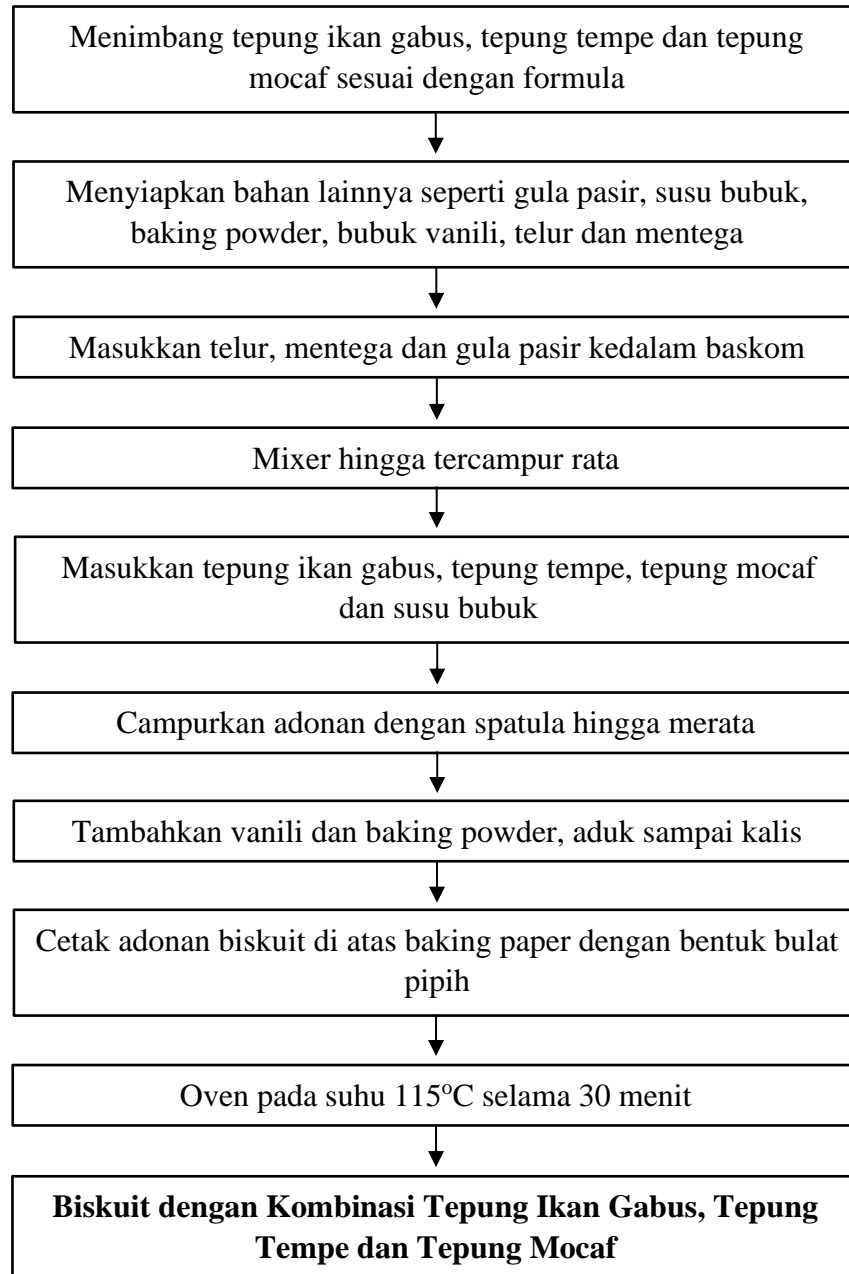 Menimbang tepung ikan gabus, tepung tempe dan tepung
mocaf sesuai dengan formula
Menyiapkan bahan lainnya seperti gula pasir, susu bubuk,
baking powder, bubuk vanili, telur dan mentega
Masukkan telur, mentega dan gula pasir kedalam baskom
Mixer hingga tercampur rata
Masukkan tepung ikan gabus, tepung tempe, tepung mocaf
dan susu bubuk
Campurkan adonan dengan spatula hingga merata
Tambahkan vanili dan baking powder, aduk sampai kalis
Cetak adonan biskuit di atas baking paper dengan bentuk bulat
pipih
Oven pada suhu 115°C selama 30 menit
Biskuit dengan Kombinasi Tepung Ikan Gabus, Tepung
Tempe dan Tepung Mocaf